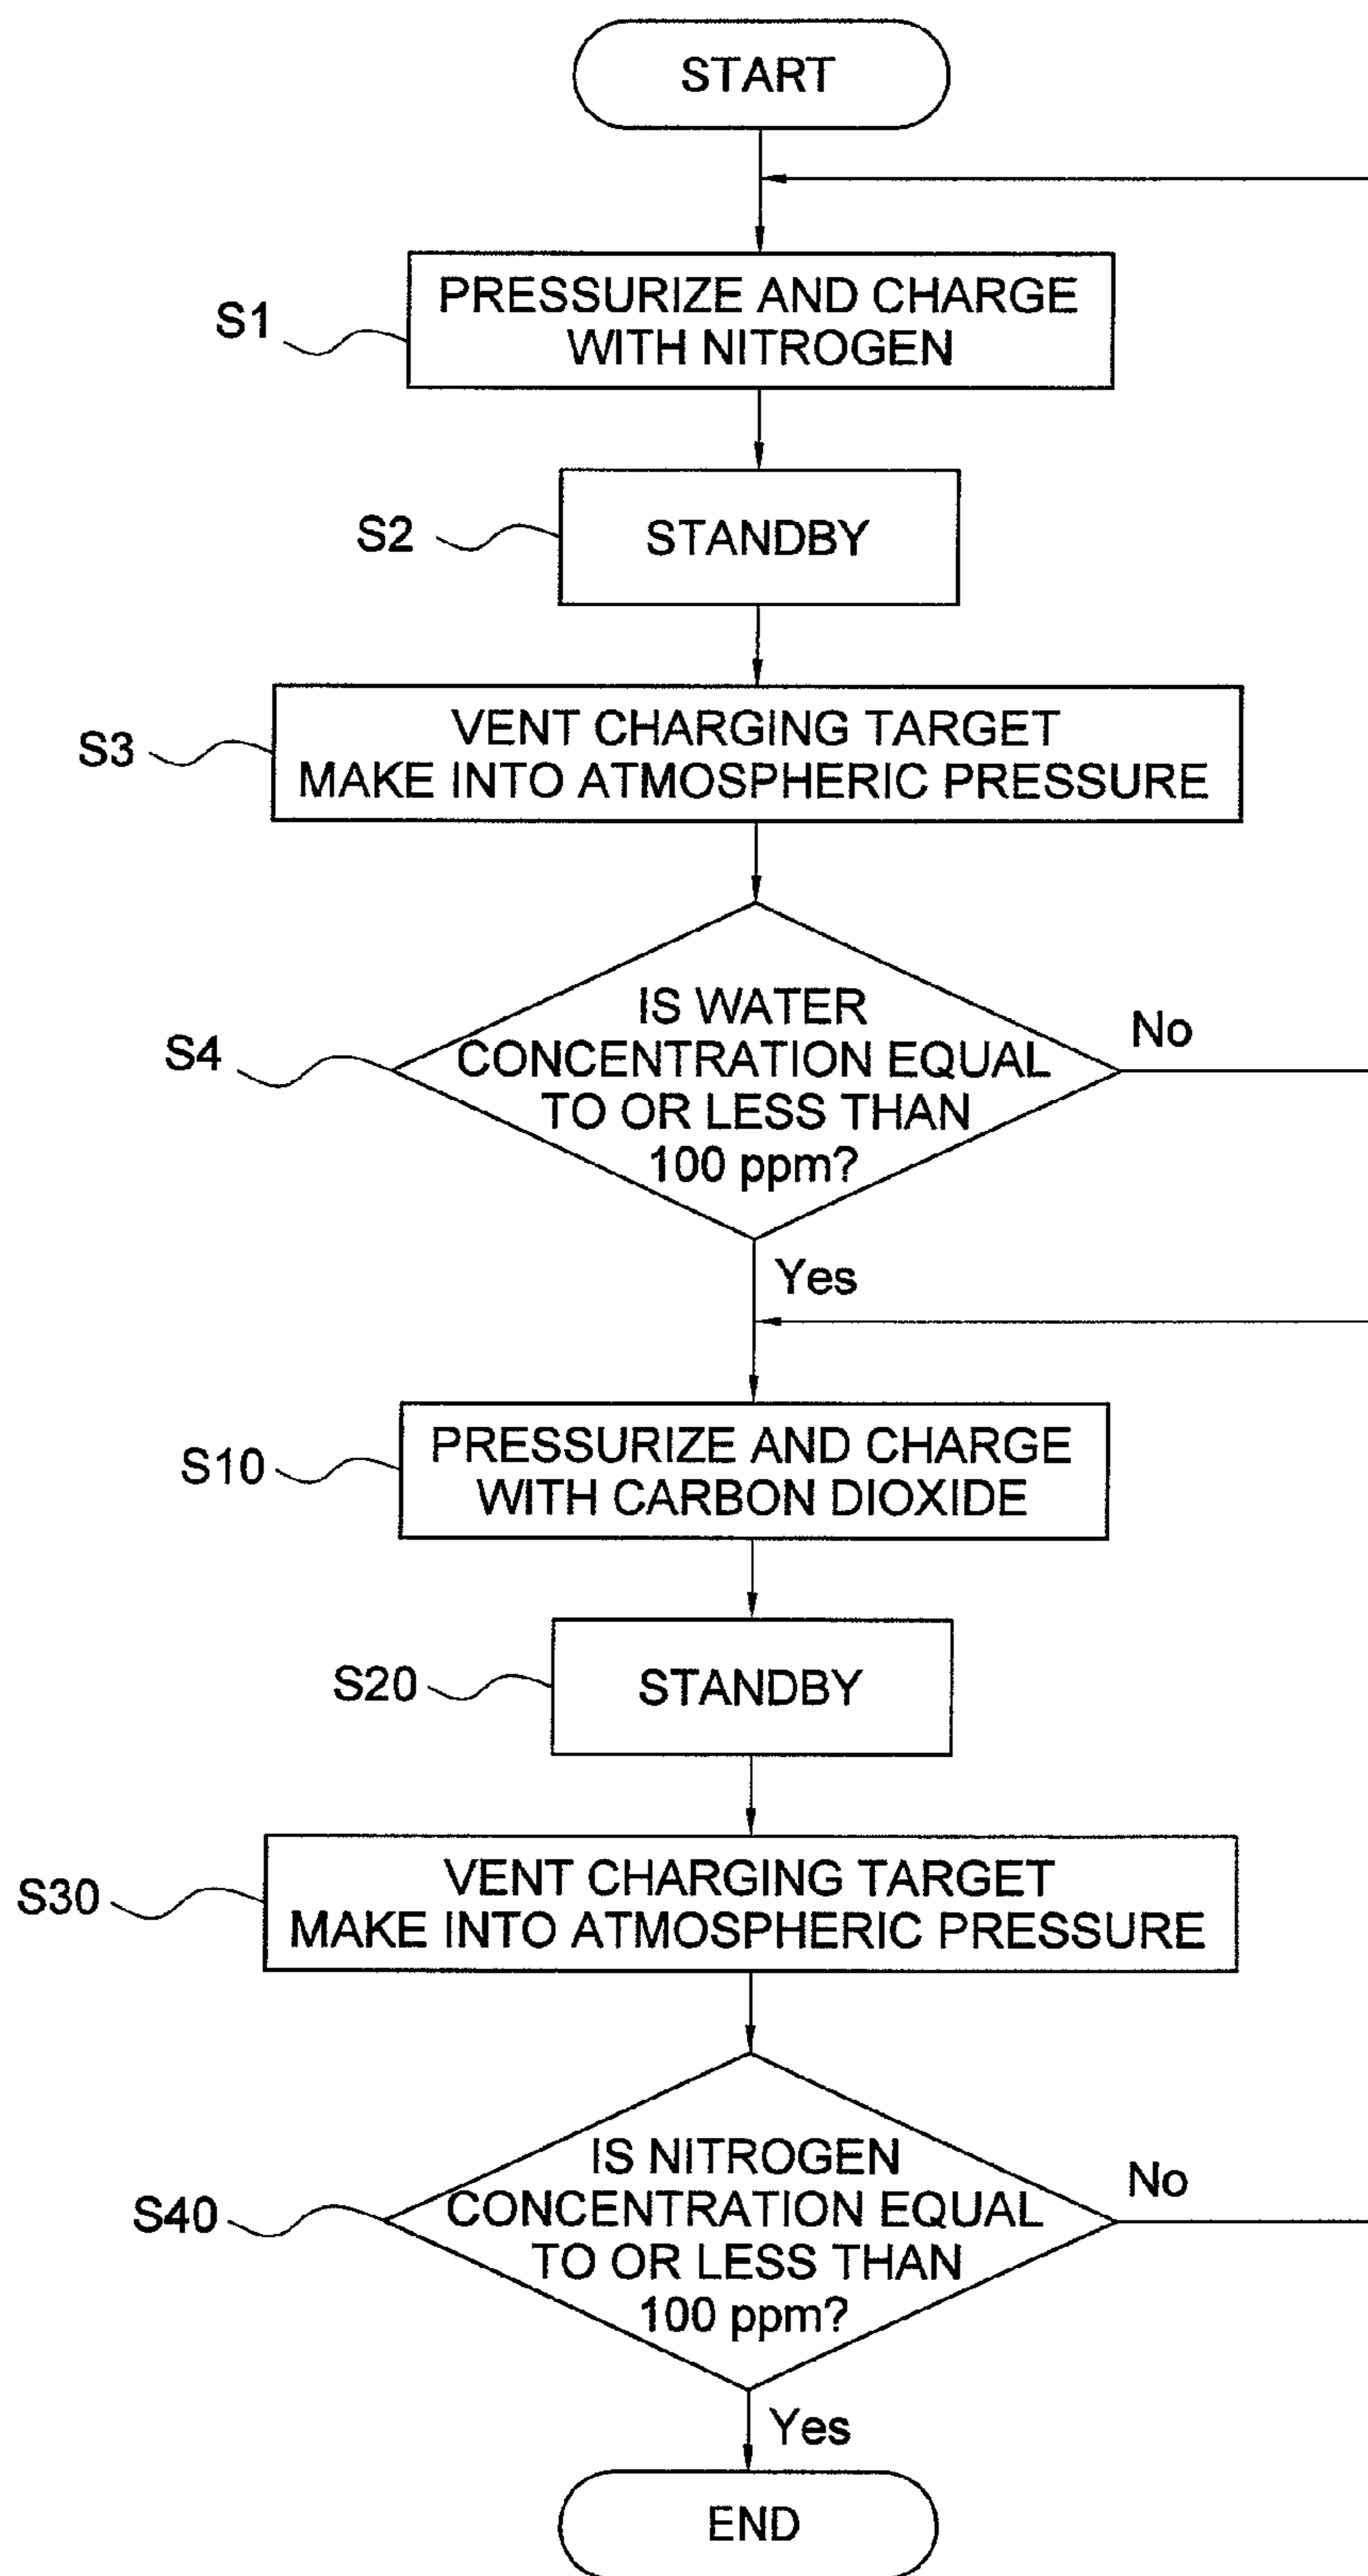 START
S1
PRESSURIZE AND CHARGE
WITH NITROGEN
S2
STANDBY
S3
VENT CHARGING TARGET
MAKE INTO ATMOSPHERIC PRESSURE
S4
IS WATER
CONCENTRATION EQUAL
TO OR LESS THAN
100 ppm?
No
Yes
S10
PRESSURIZE AND CHARGE
WITH CARBON DIOXIDE
S20
STANDBY
S30
VENT CHARGING TARGET
MAKE INTO ATMOSPHERIC PRESSURE
S40
IS NITROGEN
CONCENTRATION EQUAL
TO OR LESS THAN
100 ppm?
No
Yes
END